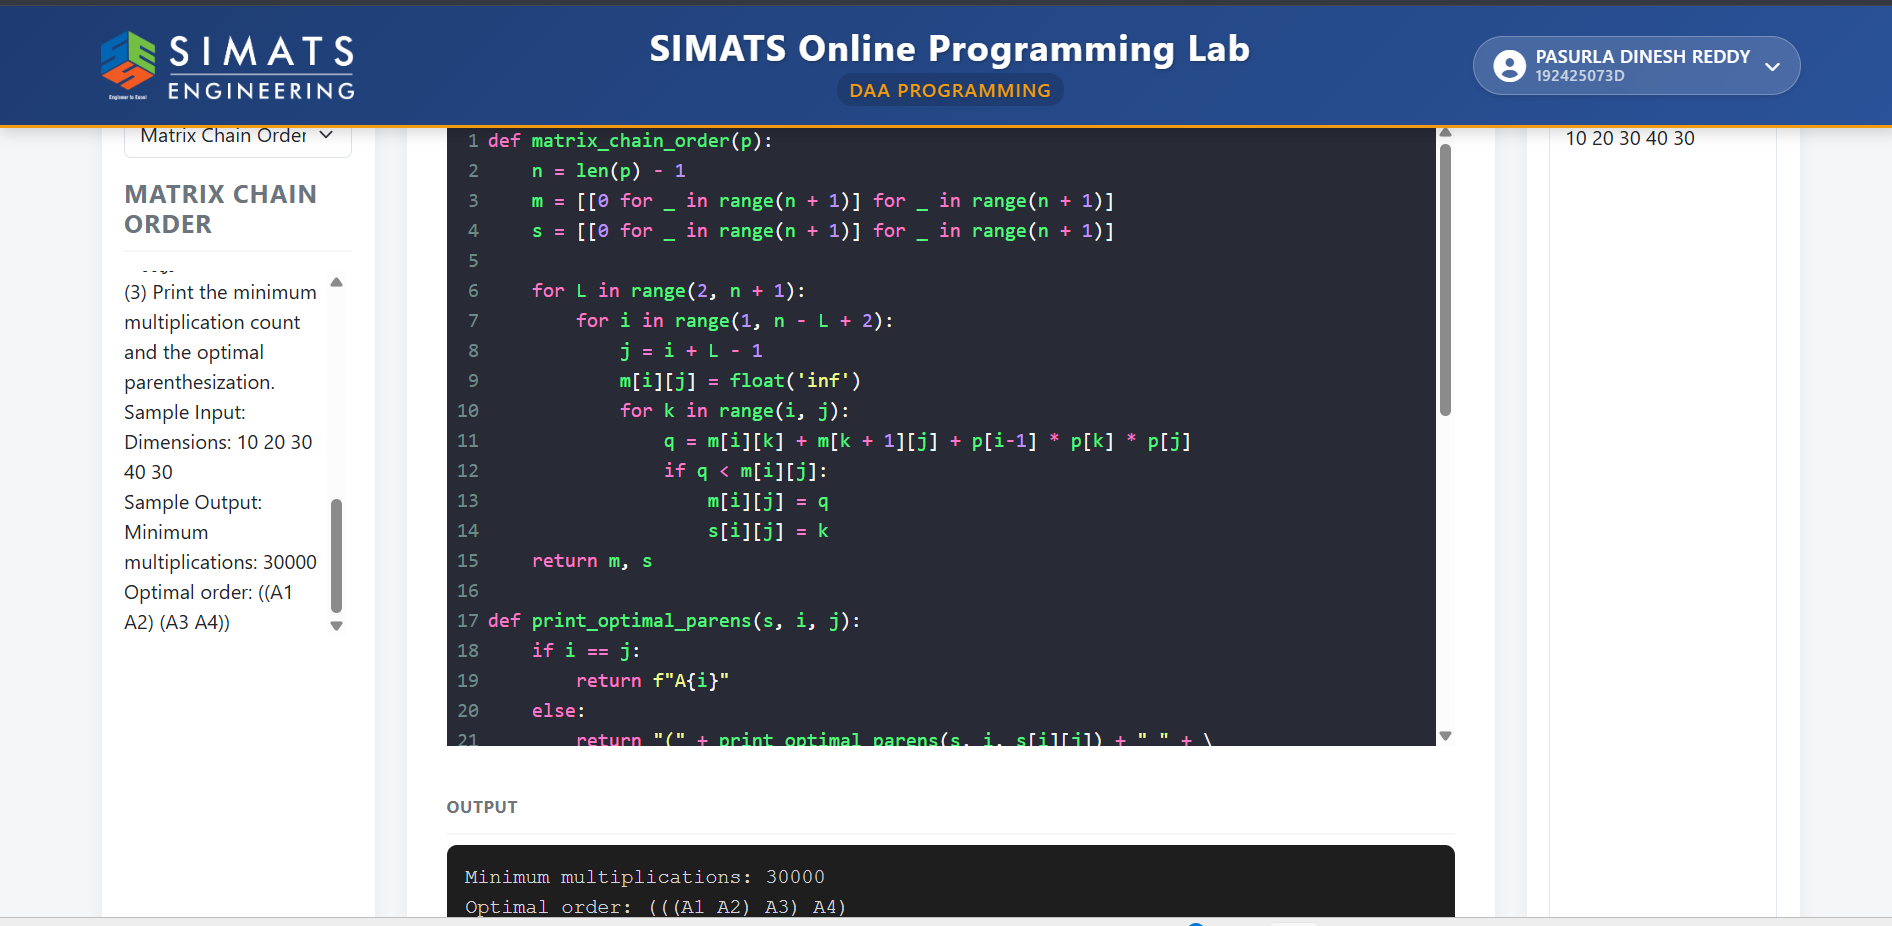 SIMATS
ENGINEERING
Engineer to Excel
SIMATS Online Programming Lab
DAA PROGRAMMING
PASURLA DINESH REDDY
192425073D
Matrix Chain Order
MATRIX CHAIN
ORDER
(3) Print the minimum
multiplication count
and the optimal
parenthesization.
Sample Input:
Dimensions: 10 20 30
40 30
Sample Output:
Minimum
multiplications: 30000
Optimal order: ((A1
A2) (A3 A4))
1 def matrix_chain_order(p):
2     n = len(p) - 1
3     m = [[0 for _ in range(n + 1)] for _ in range(n + 1)]
4     s = [[0 for _ in range(n + 1)] for _ in range(n + 1)]
5
6     for L in range(2, n + 1):
7         for i in range(1, n - L + 2):
8             j = i + L - 1
9             m[i][j] = float('inf')
10             for k in range(i, j):
11                 q = m[i][k] + m[k + 1][j] + p[i-1] * p[k] * p[j]
12                 if q < m[i][j]:
13                     m[i][j] = q
14                     s[i][j] = k
15     return m, s
16
17 def print_optimal_parens(s, i, j):
18     if i == j:
19         return f"A{i}"
20     else:
21         return "(" + print_optimal_parens(s, i, s[i][j]) + " " + \
OUTPUT
Minimum multiplications: 30000
Optimal order: (((A1 A2) A3) A4)
10 20 30 40 30